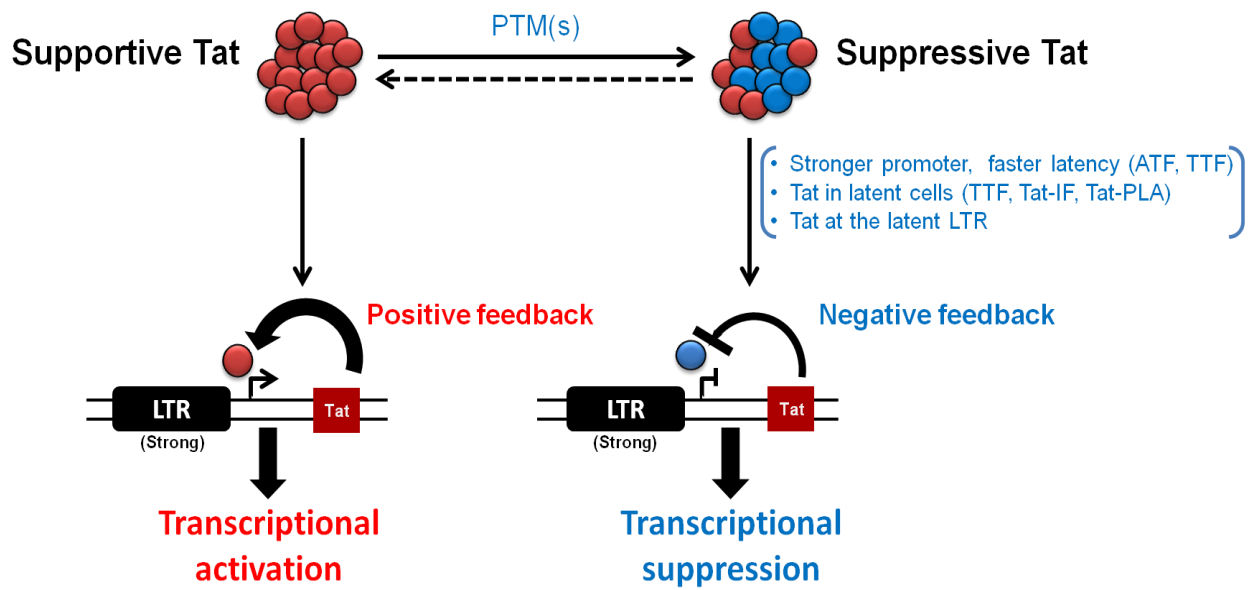 PTM(s)
Supportive Tat
Suppressive Tat
• Stronger promoter, faster latency (ATF, TTF)
• Tat in latent cells (TTF, Tat-IF, Tat-PLA)
• Tat at the latent LTR
Positive feedback
Negative feedback
LTR
Tat
(Strong)
LTR
Tat
(Strong)
Transcriptional
activation
Transcriptional
suppression